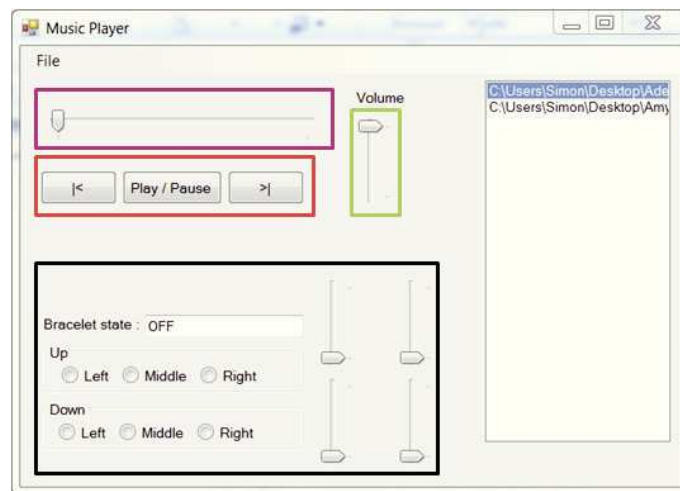 Music Player
File
Volume
|< Play / Pause >|
Bracelet state : OFF
Up
Left Middle Right
Down
Left Middle Right
C:\Users\Simon\Desktop\Ade
C:\Users\Simon\Desktop\Amy